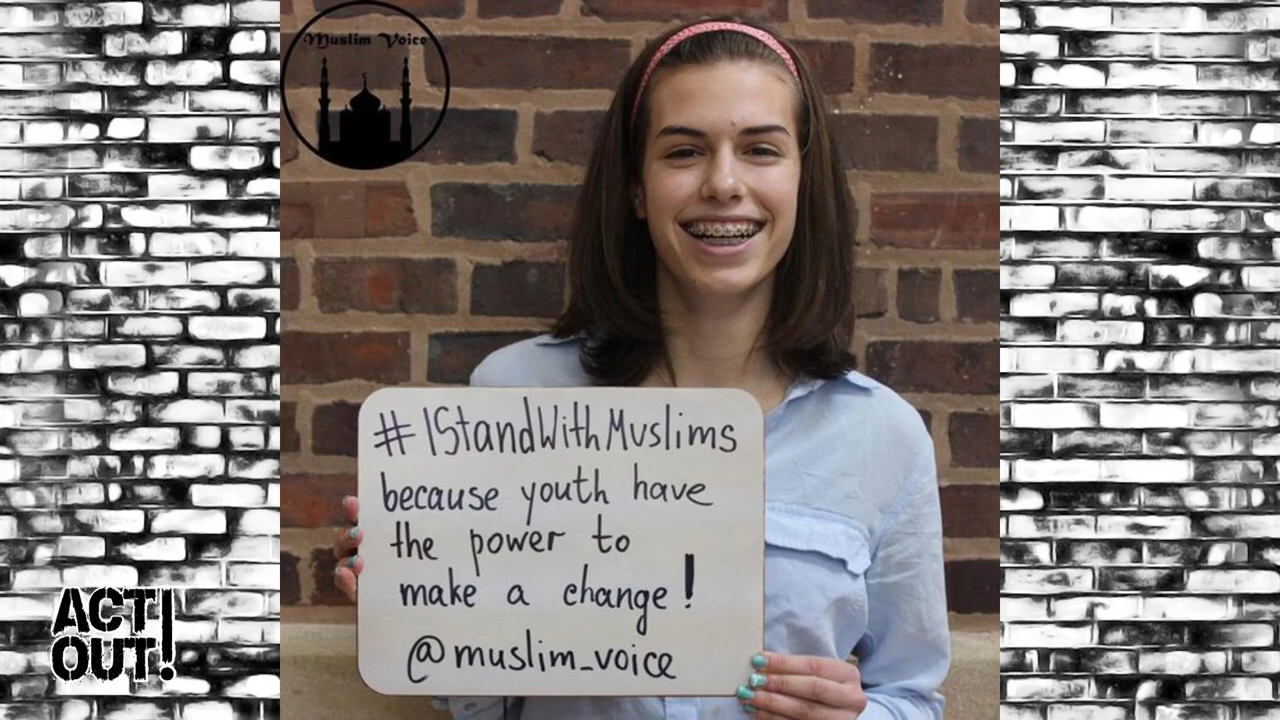 Muslim Voice
#IStandWithMuslims
because youth have
the power to
make a change!
@muslim_voice
ACT
OUT!